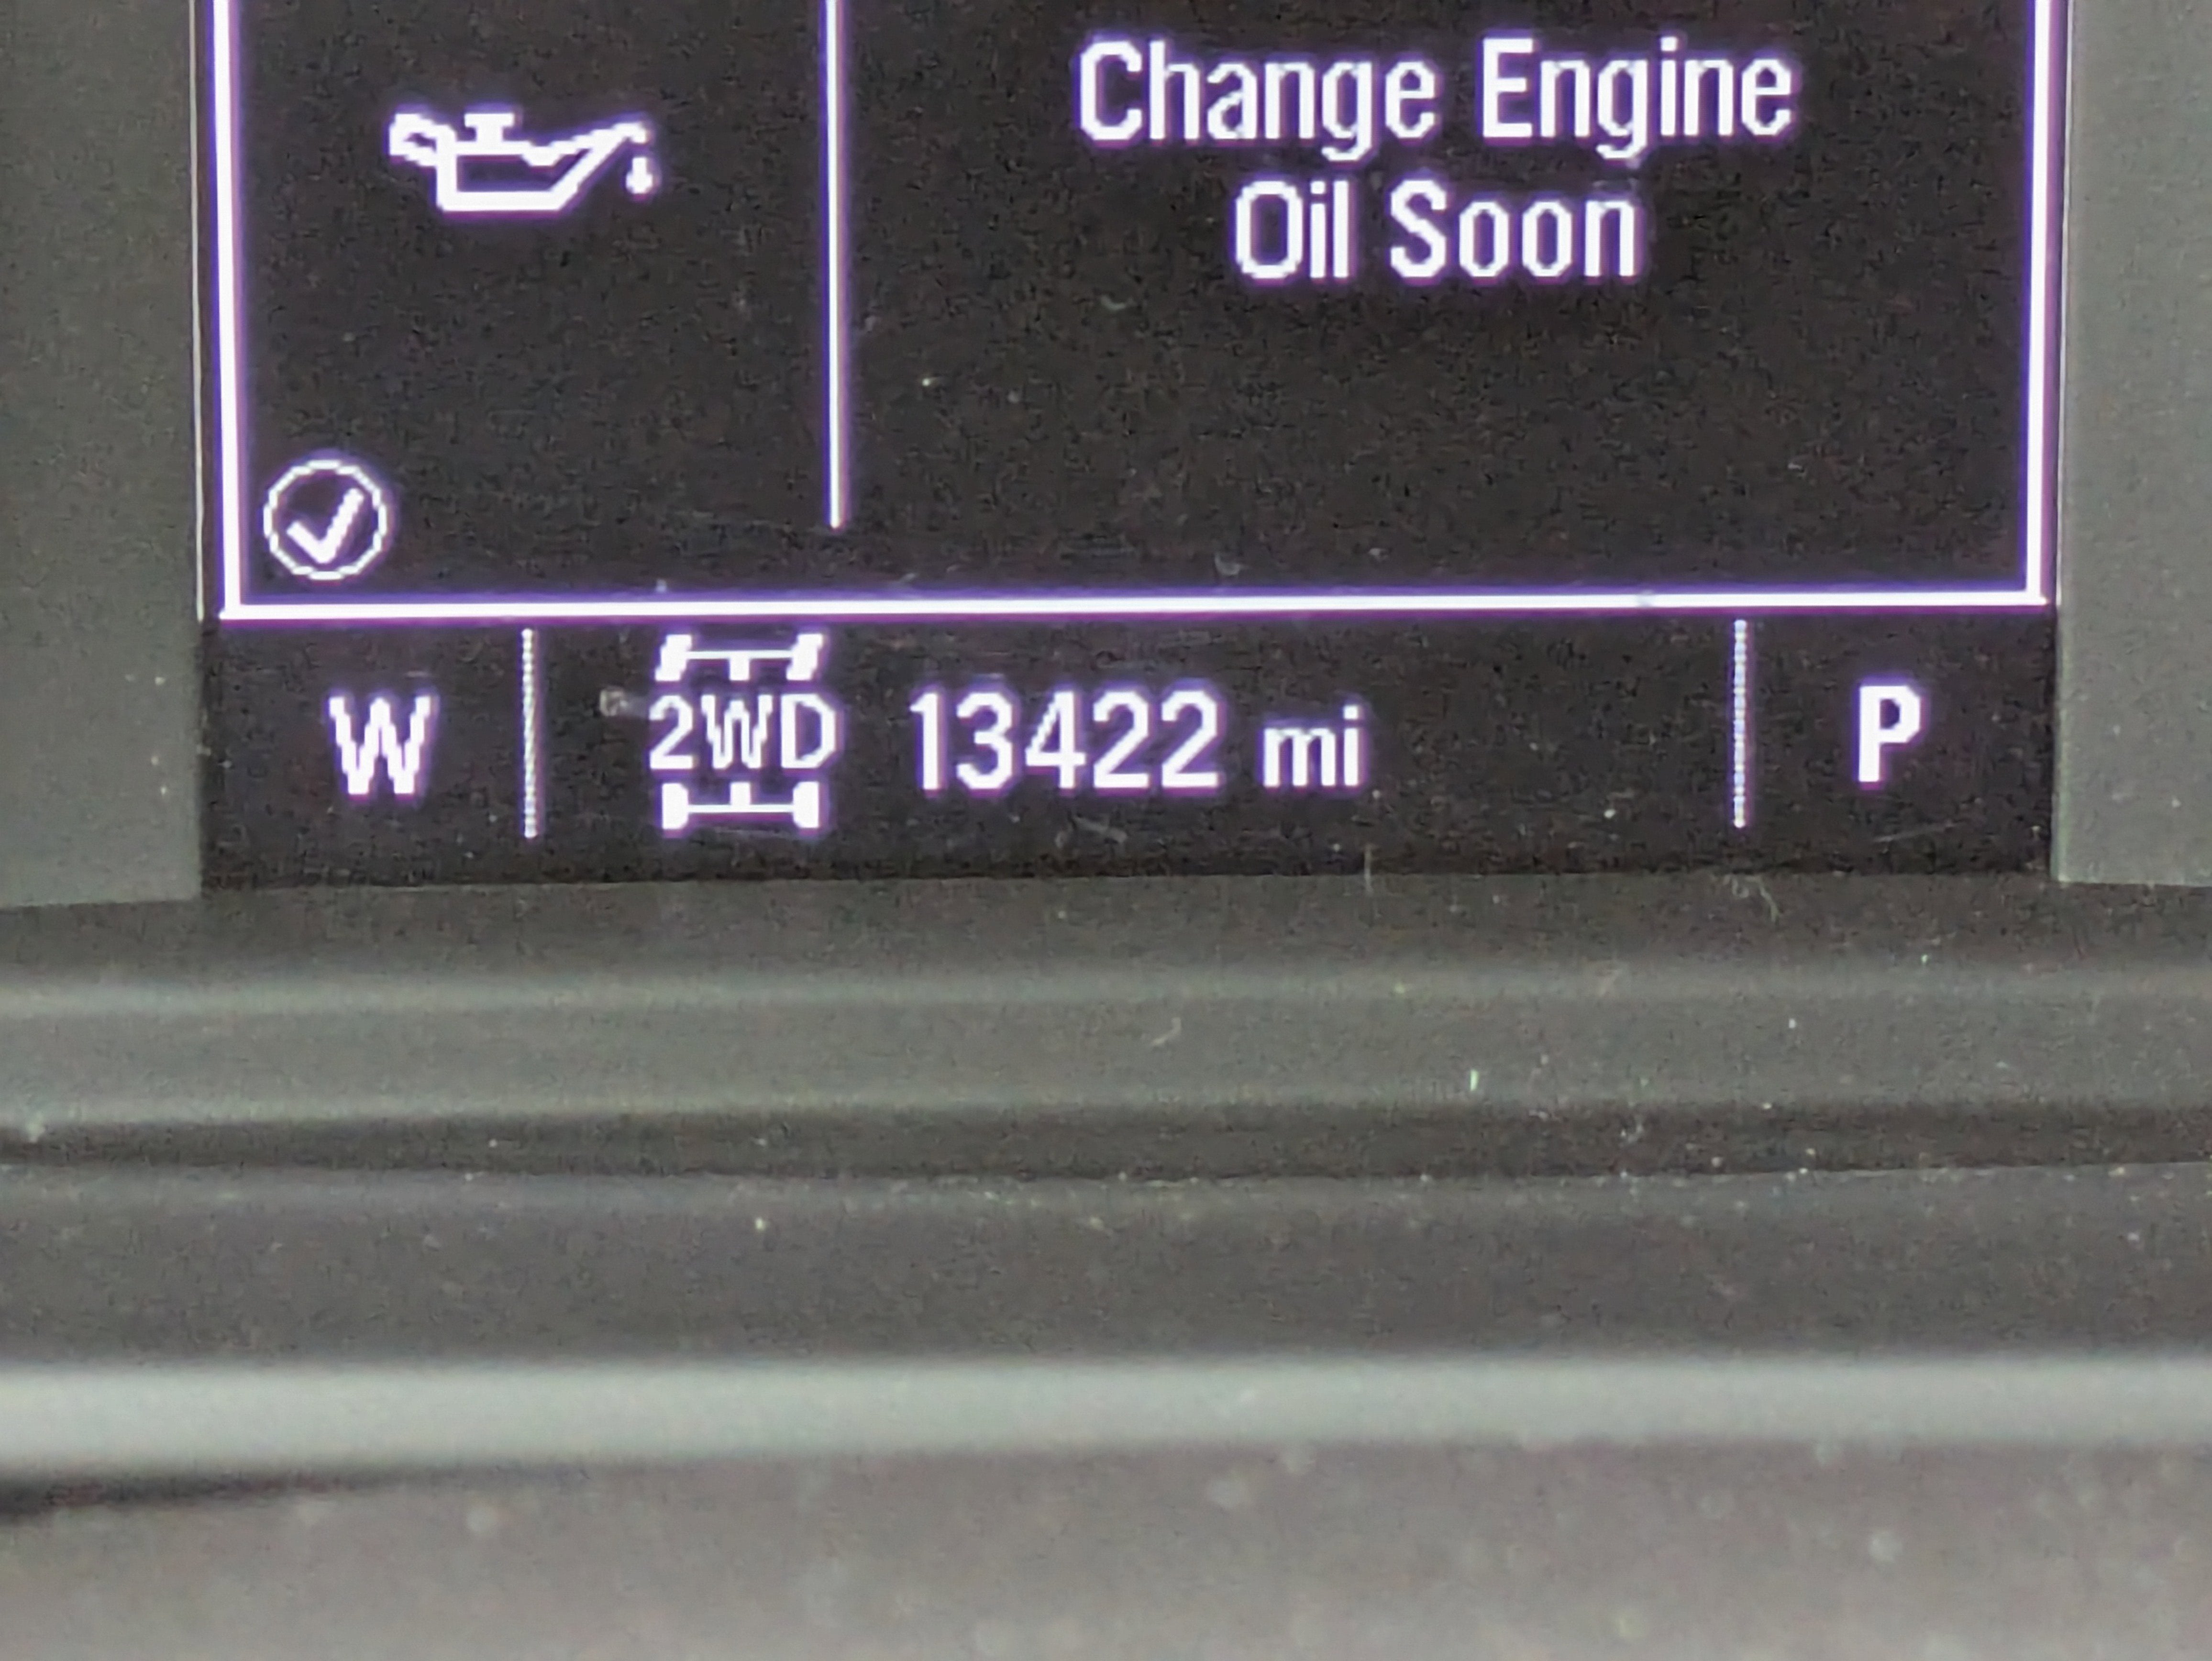 Change Engine
Oil Soon
W
2WD
13422 mi
P